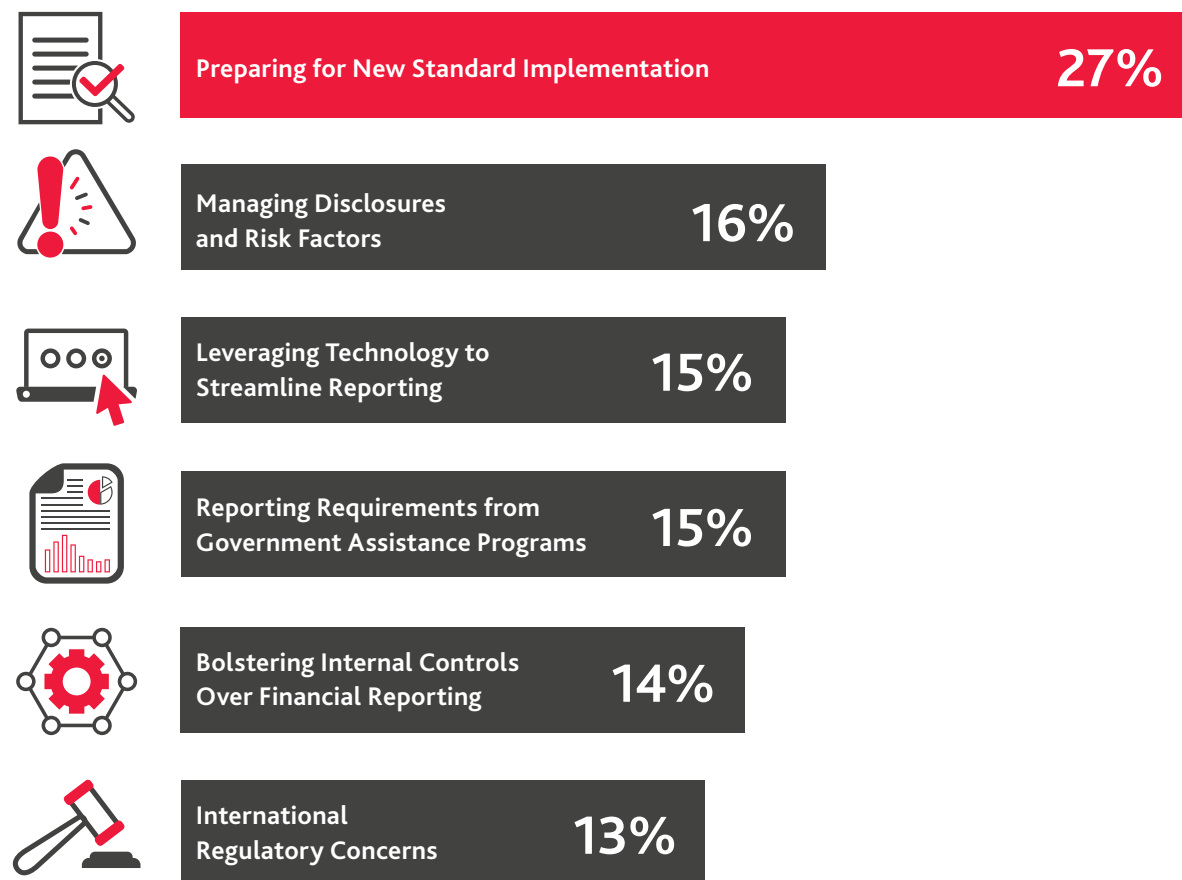 Preparing for New Standard Implementation
27%
Managing Disclosures
and Risk Factors
16%
Leveraging Technology to
Streamline Reporting
15%
Reporting Requirements from
Government Assistance Programs
15%
Bolstering Internal Controls
Over Financial Reporting
14%
International
Regulatory Concerns
13%